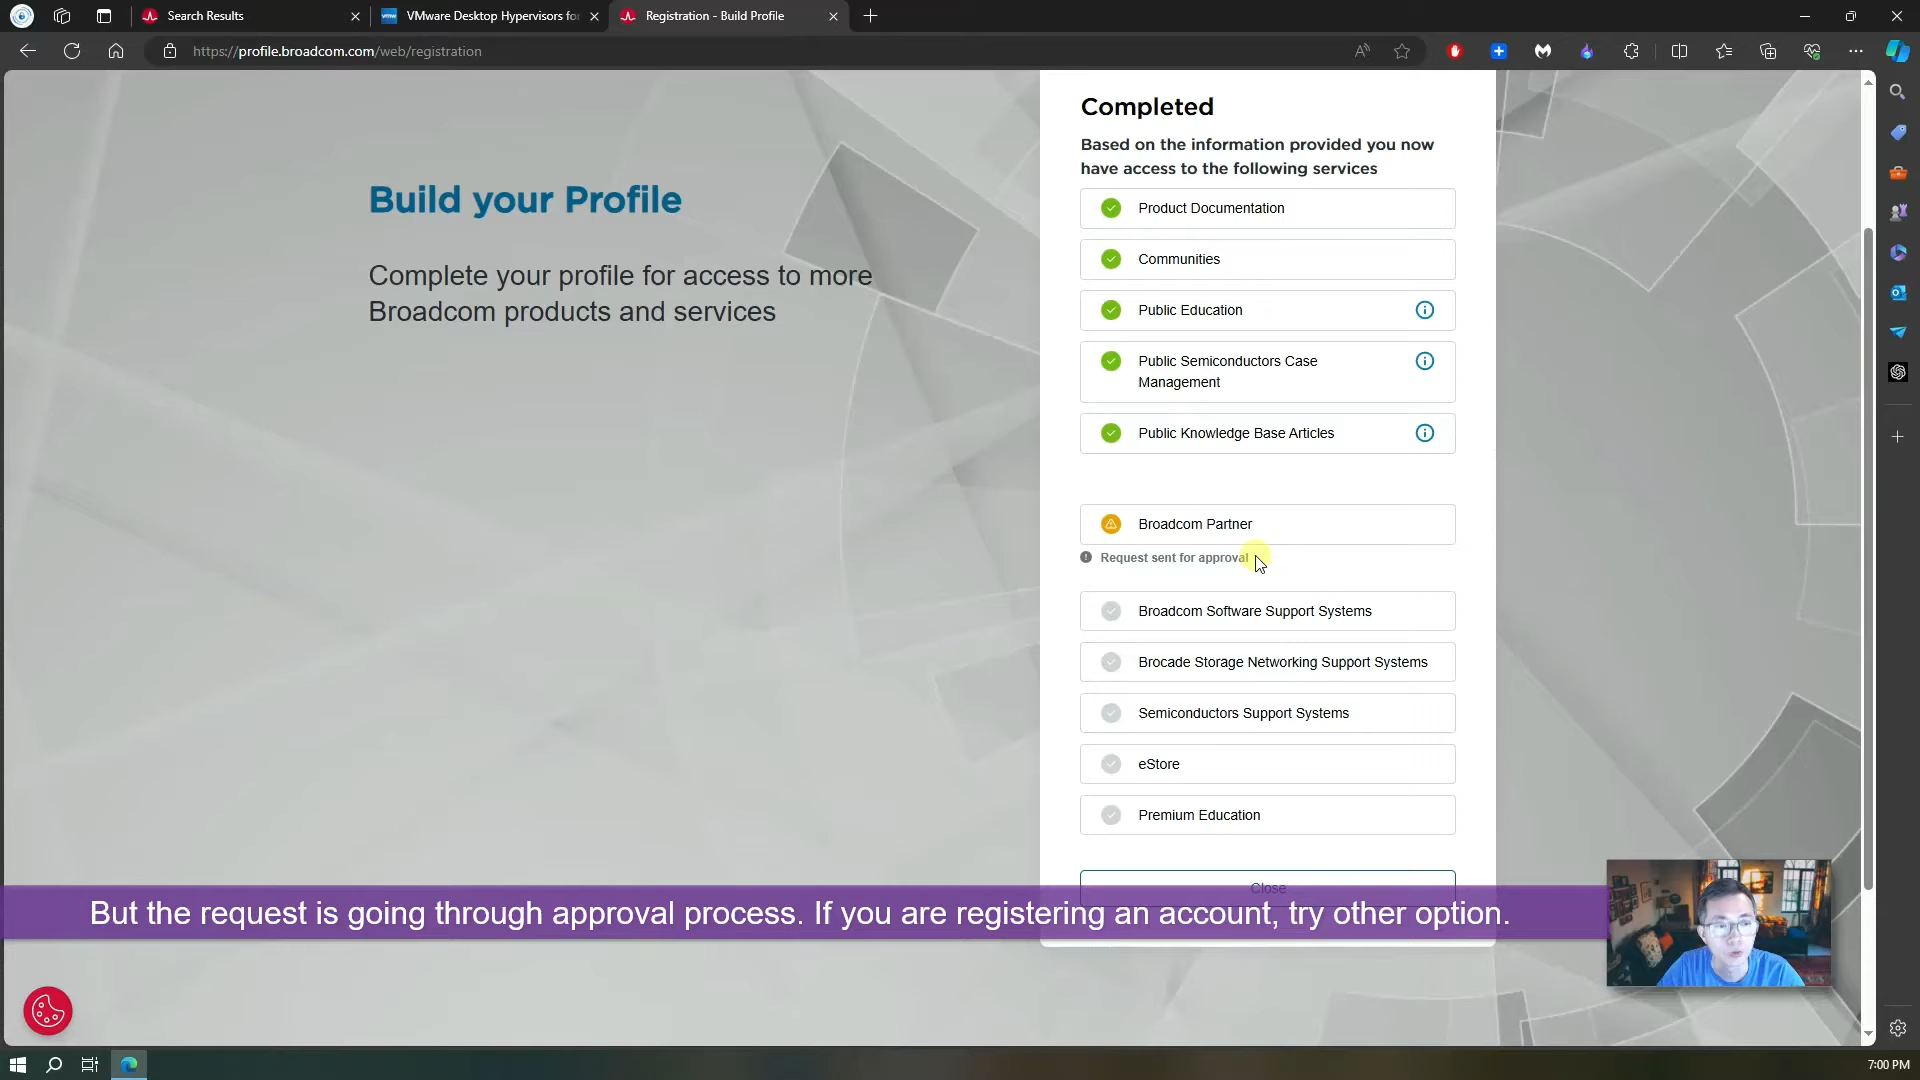 Search Results
VMware Desktop Hypervisors for
Registration - Build Profile
https://profile.broadcom.com/web/registration
Build your Profile
Complete your profile for access to more
Broadcom products and services
Completed
Based on the information provided you now
have access to the following services
Product Documentation
Communities
Public Education
Public Semiconductors Case
Management
Public Knowledge Base Articles
Broadcom Partner
Request sent for approval
Broadcom Software Support Systems
Brocade Storage Networking Support Systems
Semiconductors Support Systems
eStore
Premium Education
Close
But the request is going through approval process. If you are registering an account, try other option.
7:00 PM